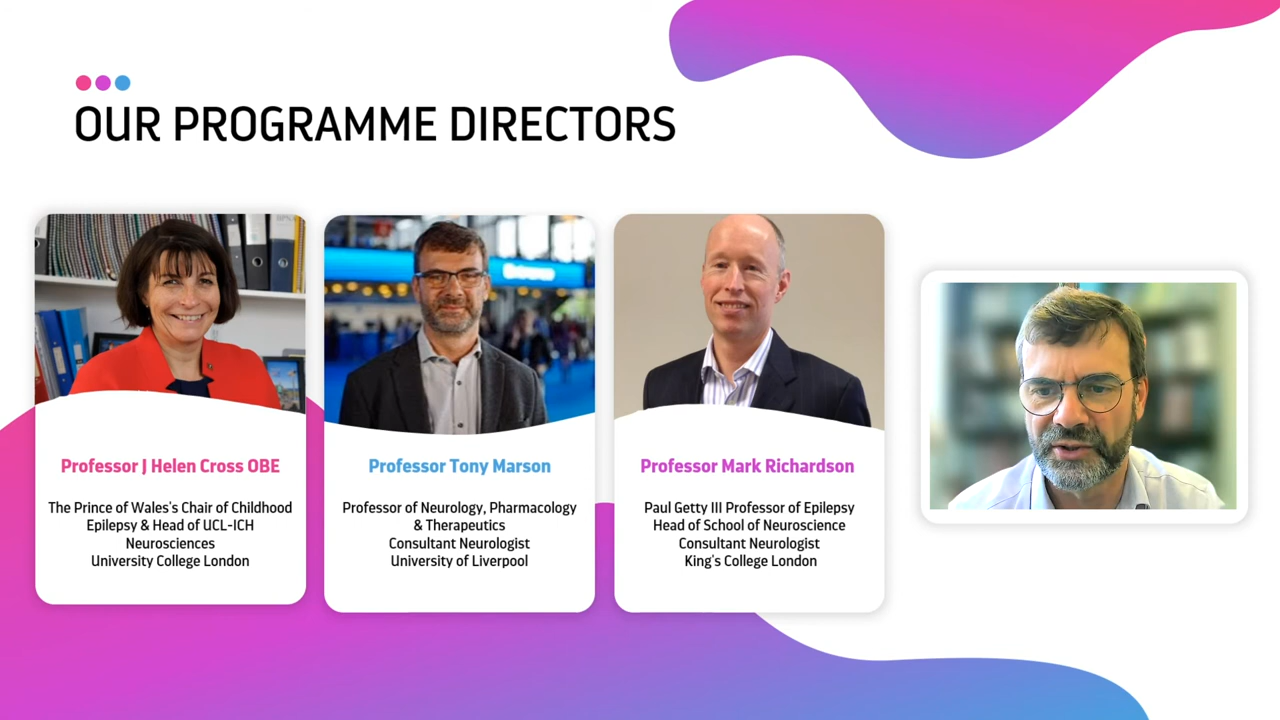 OUR PROGRAMME DIRECTORS
Professor J Helen Cross OBE
The Prince of Wales's Chair of Childhood
Epilepsy & Head of UCL-ICH
Neurosciences
University College London
Professor Tony Marson
Professor of Neurology, Pharmacology
& Therapeutics
Consultant Neurologist
University of Liverpool
Professor Mark Richardson
Paul Getty III Professor of Epilepsy
Head of School of Neuroscience
Consultant Neurologist
King's College London